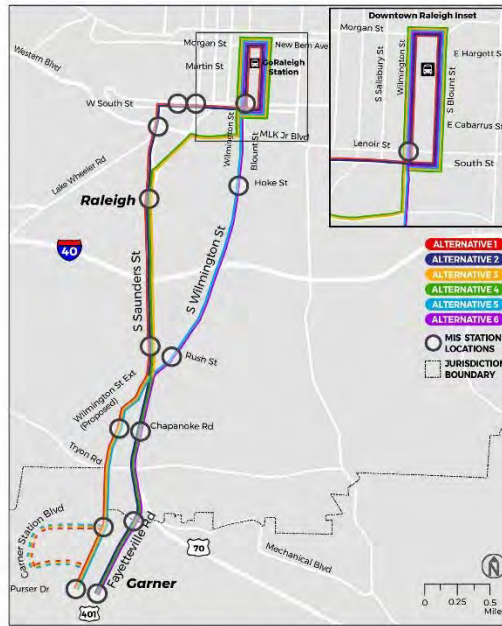 Downtown Raleigh Inset
Morgan St
New Bern Ave
GoRaleigh
Station
Martin St
Western Blvd
W South St
Wilmington St
Blount St
MLK Jr Blvd
S Salisbury St
Wilmington St
E Hargett St
S Blount St
E Cabarrus St
Lenoir St
South St
Lake Wheeler Rd
Hoke St
Raleigh
40
S Saunders St
S Wilmington St
ALTERNATIVE 1
ALTERNATIVE 2
ALTERNATIVE 3
ALTERNATIVE 4
ALTERNATIVE 5
ALTERNATIVE 6
MIS STATION
LOCATIONS
JURISDICTION
BOUNDARY
Rush St
Wilmington St Ext
(Proposed)
Chapanoke Rd
Tryon Rd
Garner Station Blvd
Fayetteville Rd
70
Mechanical Blvd
Purser Dr
Garner
401
N
0 0.25 0.5
Mile